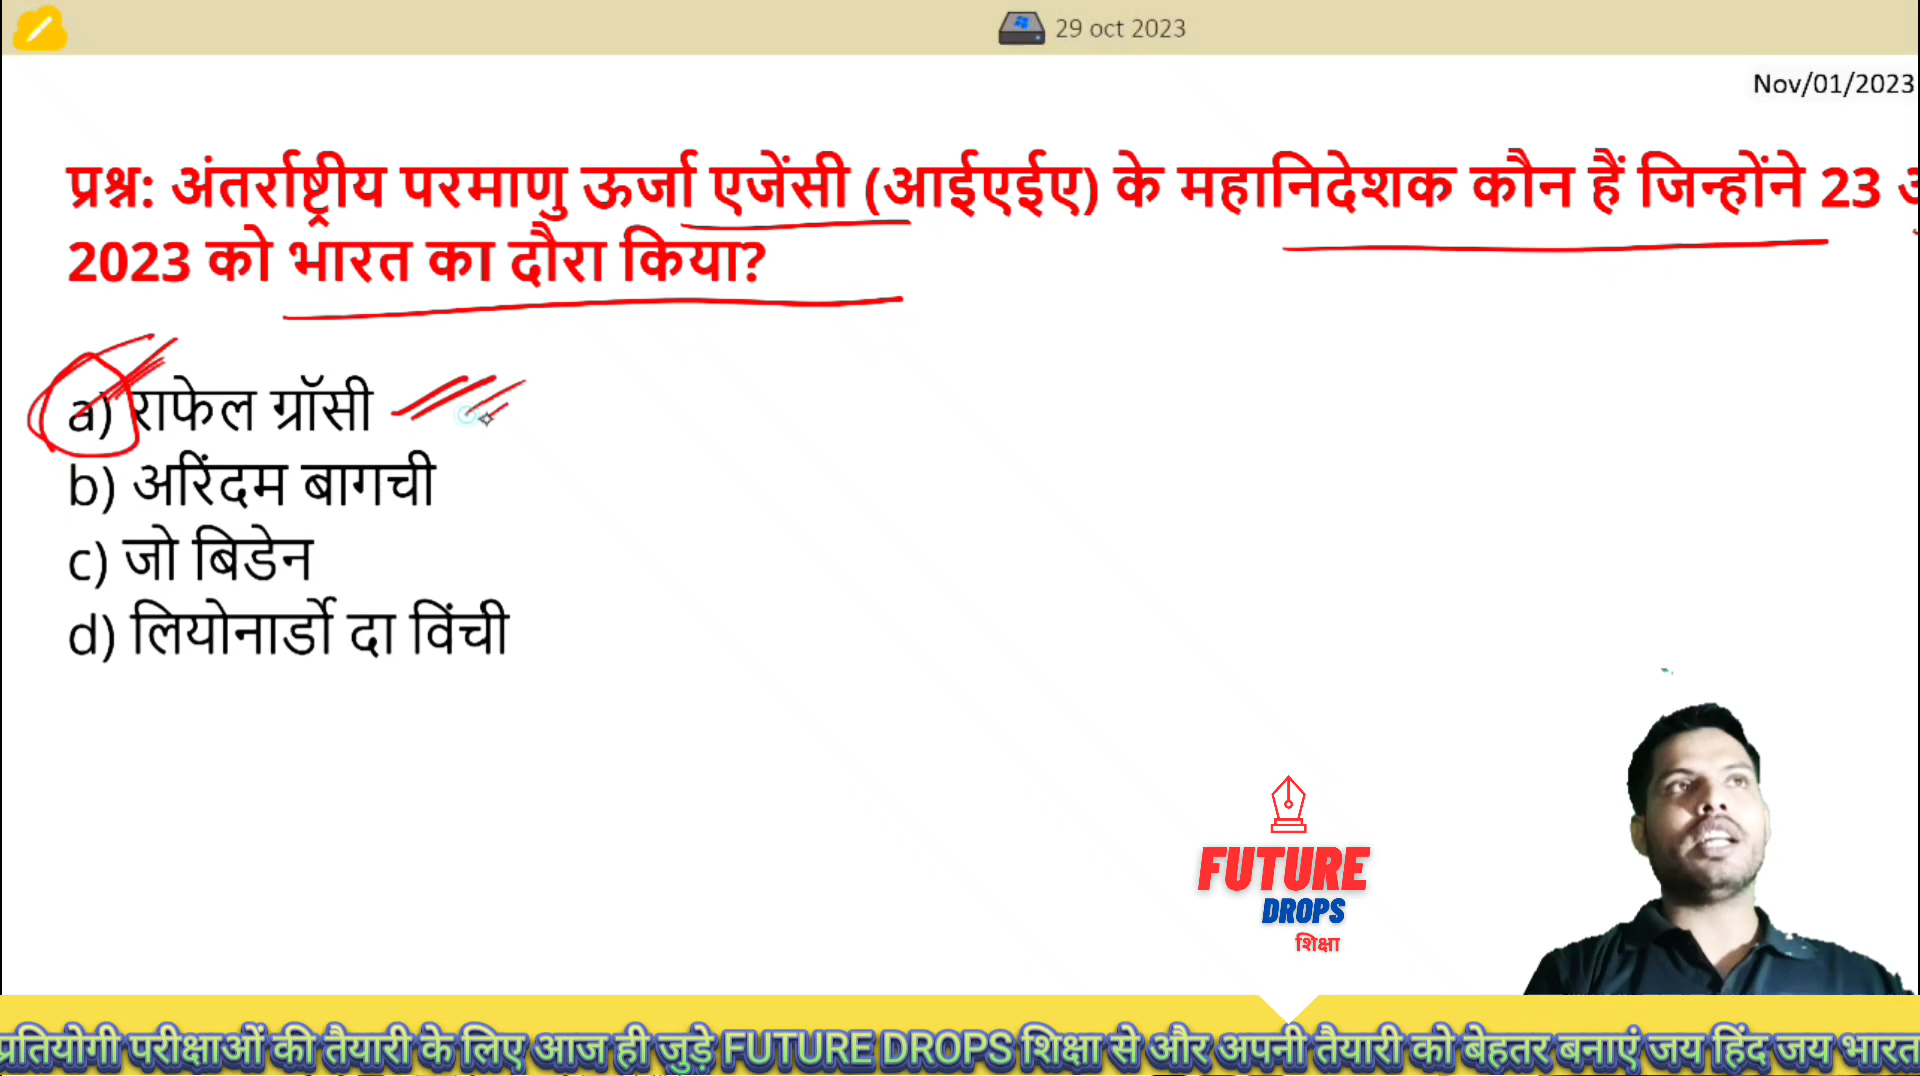 29 oct 2023
Nov/01/2023
प्रश्न: अंतर्राष्ट्रीय परमाणु ऊर्जा एजेंसी (आईएईए) के महानिदेशक कौन हैं जिन्होंने 23
2023 को भारत का दौरा किया?
a) राफेल ग्रॉसी
b) अरिंदम बागची
c) जो बिडेन
d) लियोनार्डो दा विंची
FUTURE
DROPS
शिक्षा
प्रतियोगी परीक्षाओं की तैयारी के लिए आज ही जुड़े FUTURE DROPS शिक्षा से और अपनी तैयारी को बेहतर बनाएं जय हिंद जय भारत